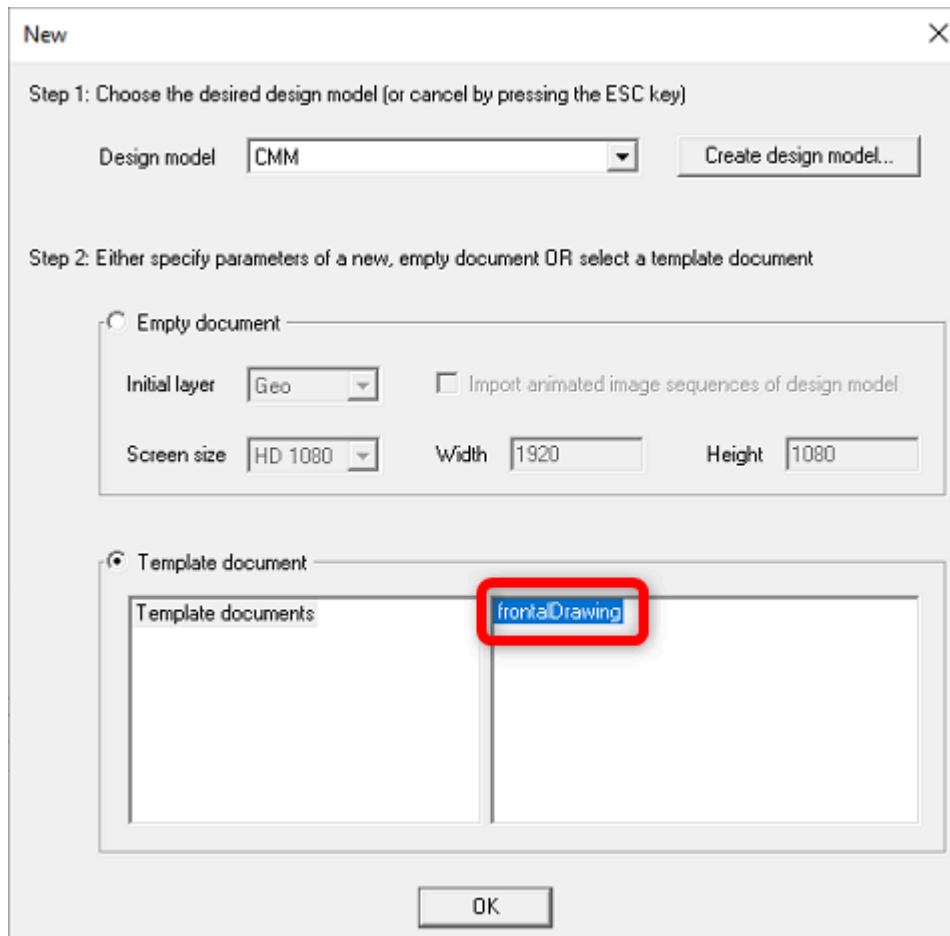 New
Step 1: Choose the desired design model (or cancel by pressing the ESC key)
Design model CMM Create design model...
Step 2: Either specify parameters of a new, empty document OR select a template document
Empty document
Initial layer Geo Import animated image sequences of design model
Screen size HD 1080 Width 1920 Height 1080
Template document
Template documents frontalDrawing
OK